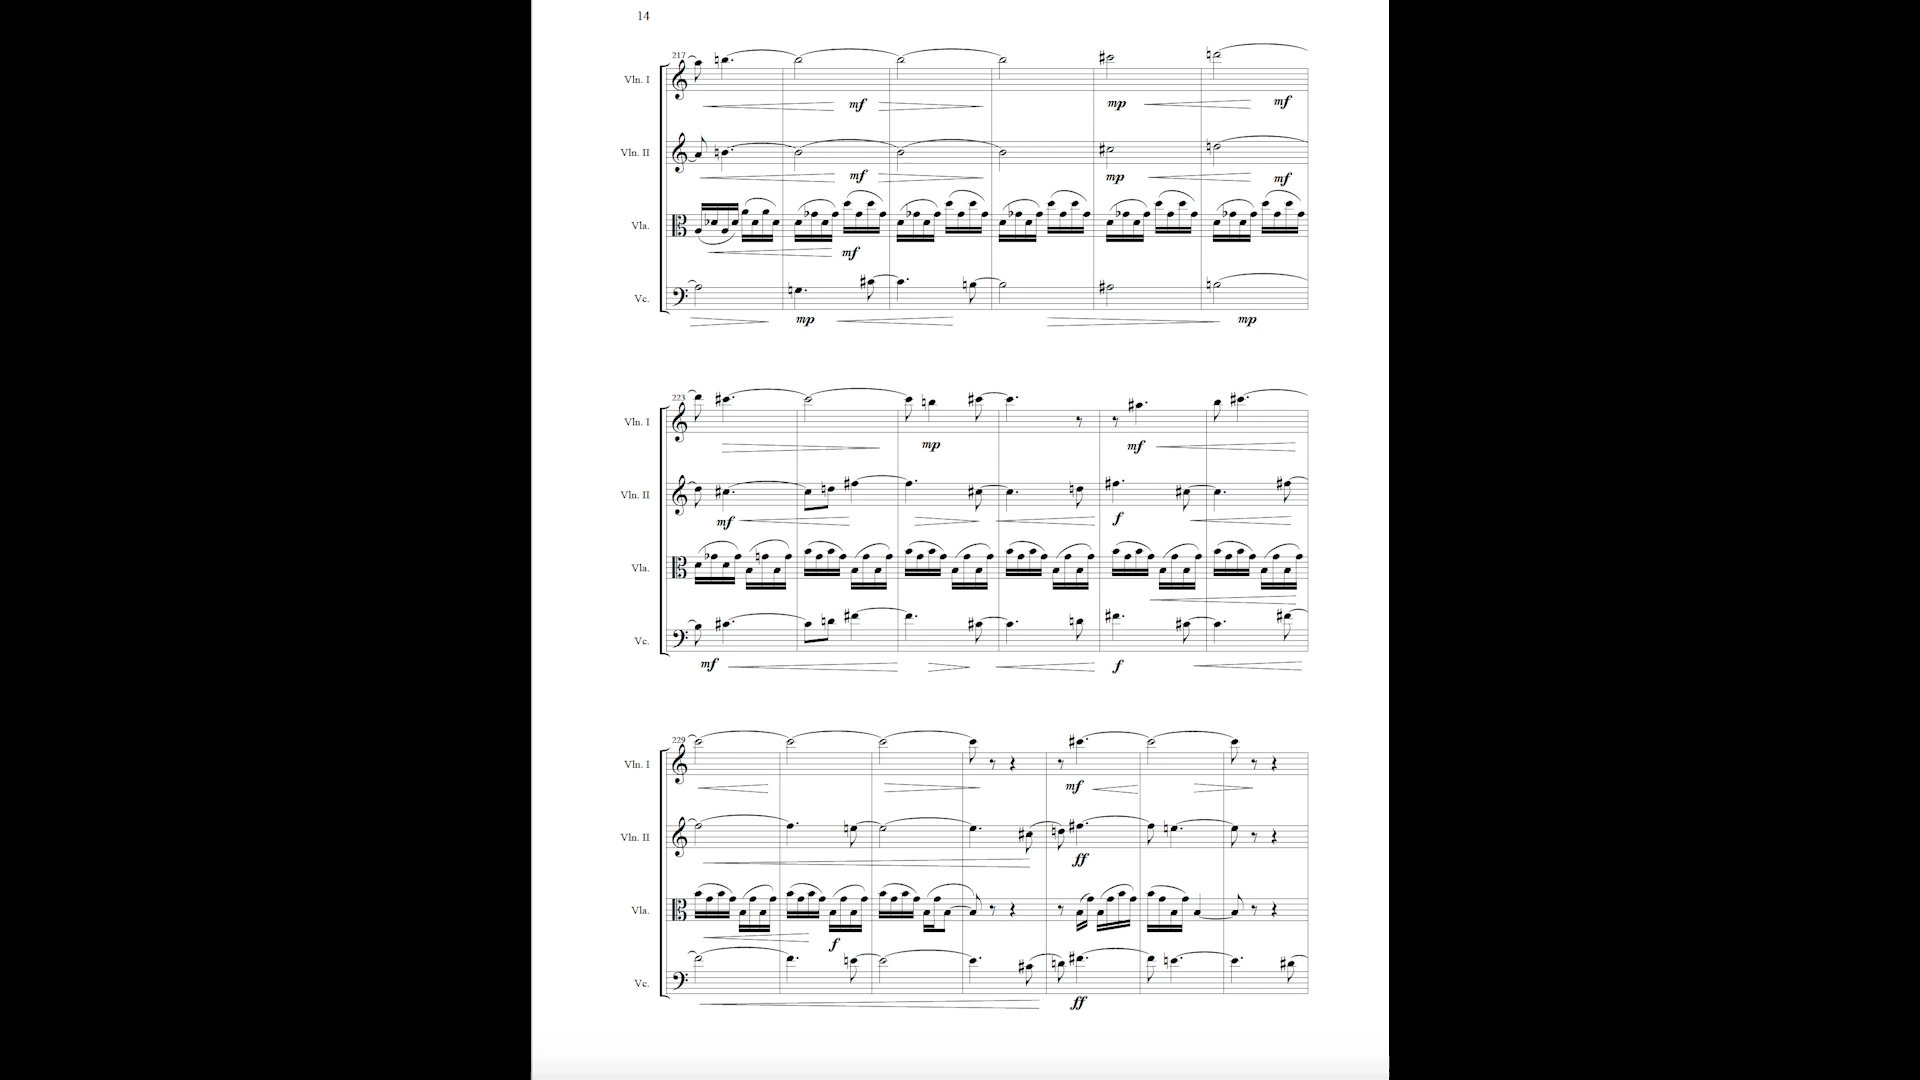 14
217
Vln. I
mf
mp
mf
Vln. II
mf
mp
mf
Vla.
mf
Vc.
mp
mp
223
Vln. I
mp
mf
Vln. II
mf
f
Vla.
Vc.
mf
f
229
Vln. I
mf
Vln. II
ff
Vla.
f
Vc.
ff